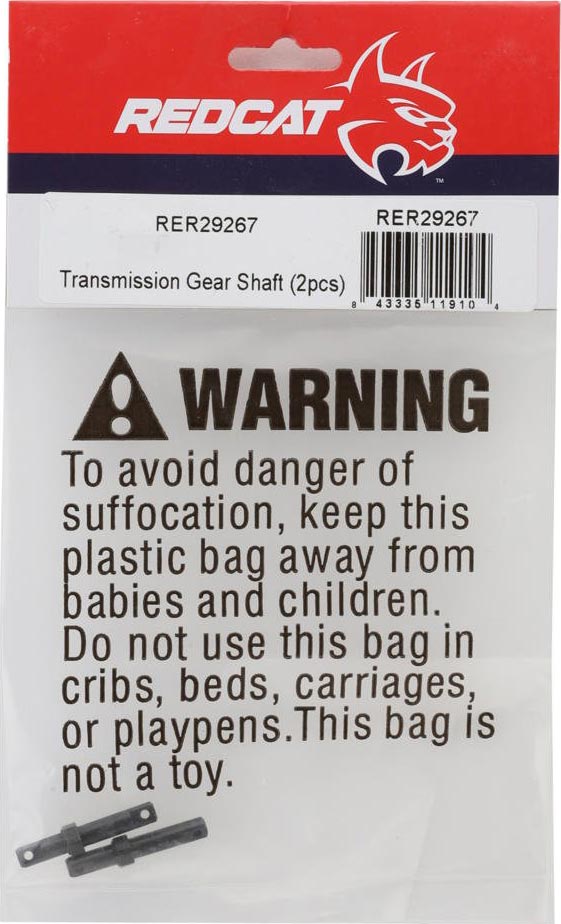 REDCAT
TM
RER29267
RER29267
Transmission Gear Shaft (2pcs)
8 43335 11910 4
WARNING
To avoid danger of
suffocation, keep this
plastic bag away from
babies and children.
Do not use this bag in
cribs, beds, carriages,
or playpens.This bag is
not a toy.